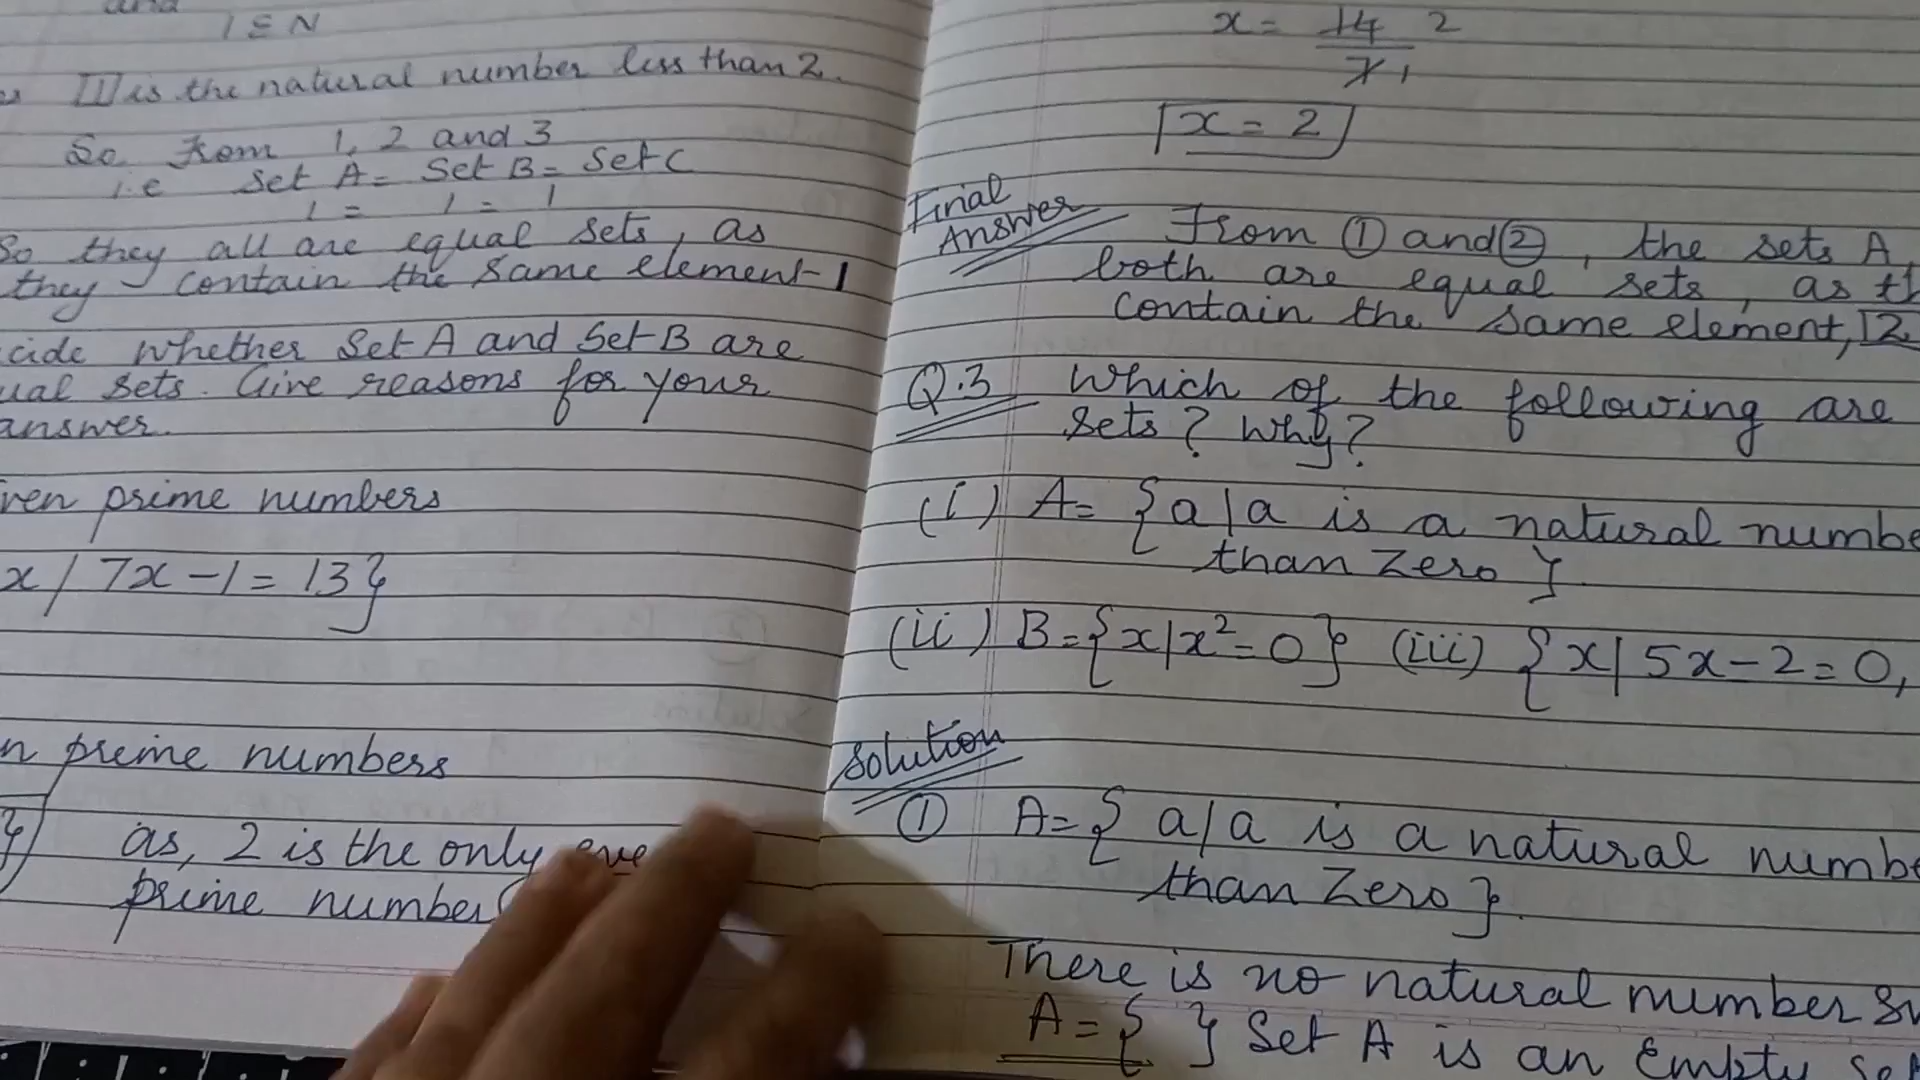 1 ∈ N
III is the natural number less than 2.
So from 1, 2 and 3
i.e Set A = Set B = Set C
1 = 1 = 1
So they all are equal sets, as
they contain the same element 1
cide whether Set A and Set B are
ual sets. Give reasons for your
answer.
ven prime numbers
x / 7x - 1 = 13}
n prime numbers
as, 2 is the only eve
prime number
x = 14 2
7 1
x = 2
Final
Answer
From ① and ②, the sets A,
both are equal sets, as th
contain the same element, 2
Q.3 Which of the following are
sets? Why?
(i) A = {a | a is a natural numbe
than Zero}
(ii) B = {x | x² = 0} (iii) {x | 5x - 2 = 0,
Solution
① A = { a / a is a natural numbe
than Zero}.
There is no natural number su
A = { } Set A is an Empty se